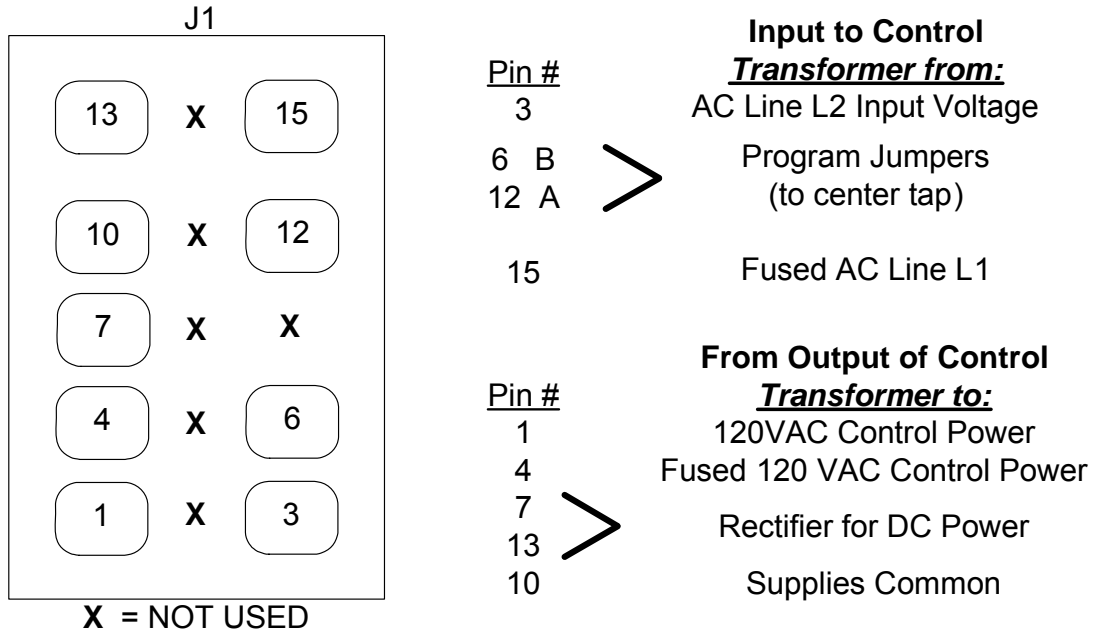 J1
13 X 15
10 X 12
7 X X
4 X 6
1 X 3
X = NOT USED
Pin #
Input to Control
Transformer from:
3 AC Line L2 Input Voltage
6 B
12 A
Program Jumpers
(to center tap)
15 Fused AC Line L1
Pin #
From Output of Control
Transformer to:
1 120VAC Control Power
4 Fused 120 VAC Control Power
7
13
Rectifier for DC Power
10 Supplies Common